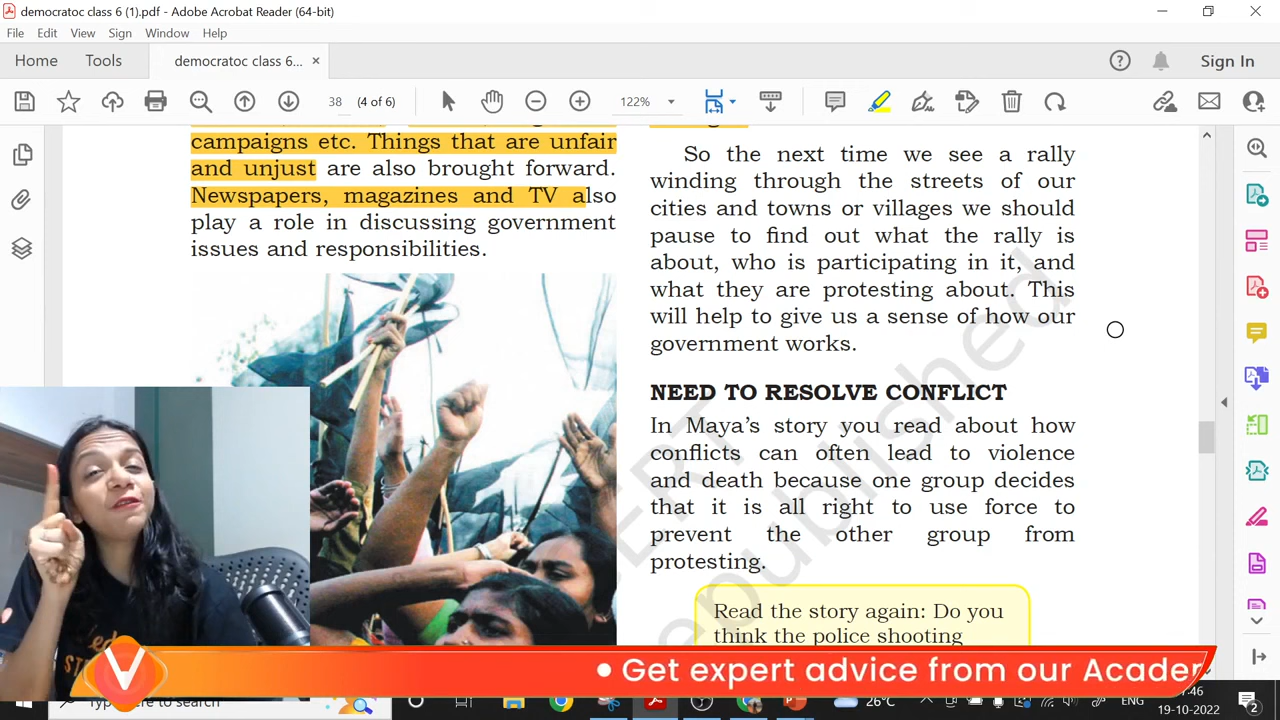 democratoc class 6 (1).pdf - Adobe Acrobat Reader (64-bit)
File Edit View Sign Window Help
Home Tools democratoc class 6... × Sign In
38 (4 of 6) 122%
campaigns etc. Things that are unfair
and unjust are also brought forward.
Newspapers, magazines and TV also
play a role in discussing government
issues and responsibilities.
So the next time we see a rally
winding through the streets of our
cities and towns or villages we should
pause to find out what the rally is
about, who is participating in it, and
what they are protesting about. This
will help to give us a sense of how our
government works.
NEED TO RESOLVE CONFLICT
In Maya's story you read about how
conflicts can often lead to violence
and death because one group decides
that it is all right to use force to
prevent the other group from
protesting.
Read the story again: Do you
think the police shooting
• Get expert advice from our Acader
to search
26°C
ENG
:46
19-10-2022
2